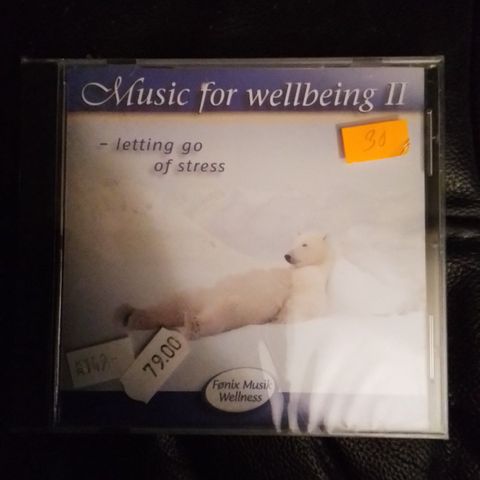 Music for wellbeing II
- letting go
of stress
30
79.00
Fønix Musik
Wellness